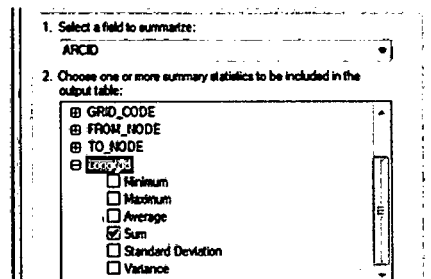 1. Select a field to summarize:
ARCID
2. Choose one or more summary statistics to be included in the
output table:
GRID_CODE
FROM_NODE
TO_NODE
Minimum
Maximum
Average
Sum
Standard Deviation
Variance